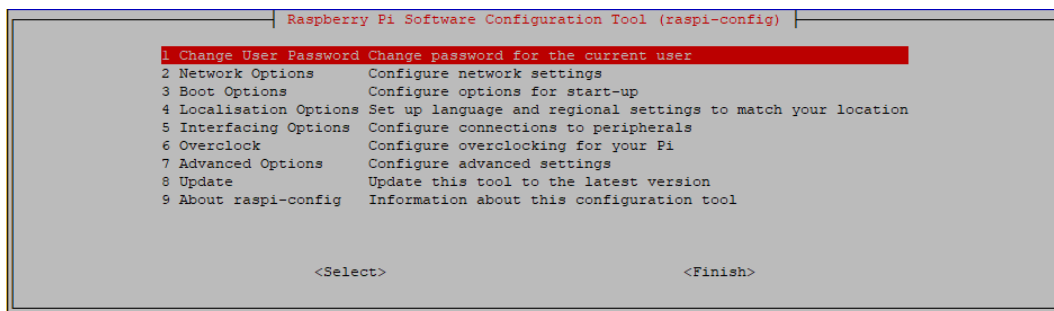 Raspberry Pi Software Configuration Tool (raspi-config)
1 Change User Password Change password for the current user
2 Network Options Configure network settings
3 Boot Options Configure options for start-up
4 Localisation Options Set up language and regional settings to match your location
5 Interfacing Options Configure connections to peripherals
6 Overclock Configure overclocking for your Pi
7 Advanced Options Configure advanced settings
8 Update Update this tool to the latest version
9 About raspi-config Information about this configuration tool
<Select> <Finish>